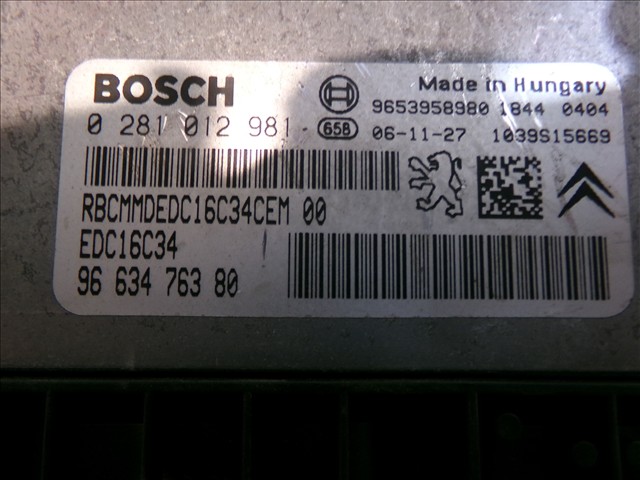 BOSCH
Made in Hungary
9653958980 1844 0404
0 281 012 981 658 06-11-27 1039S15669
RBCMMDEDC16C34CEM 00
EDC16C34
96 634 763 80